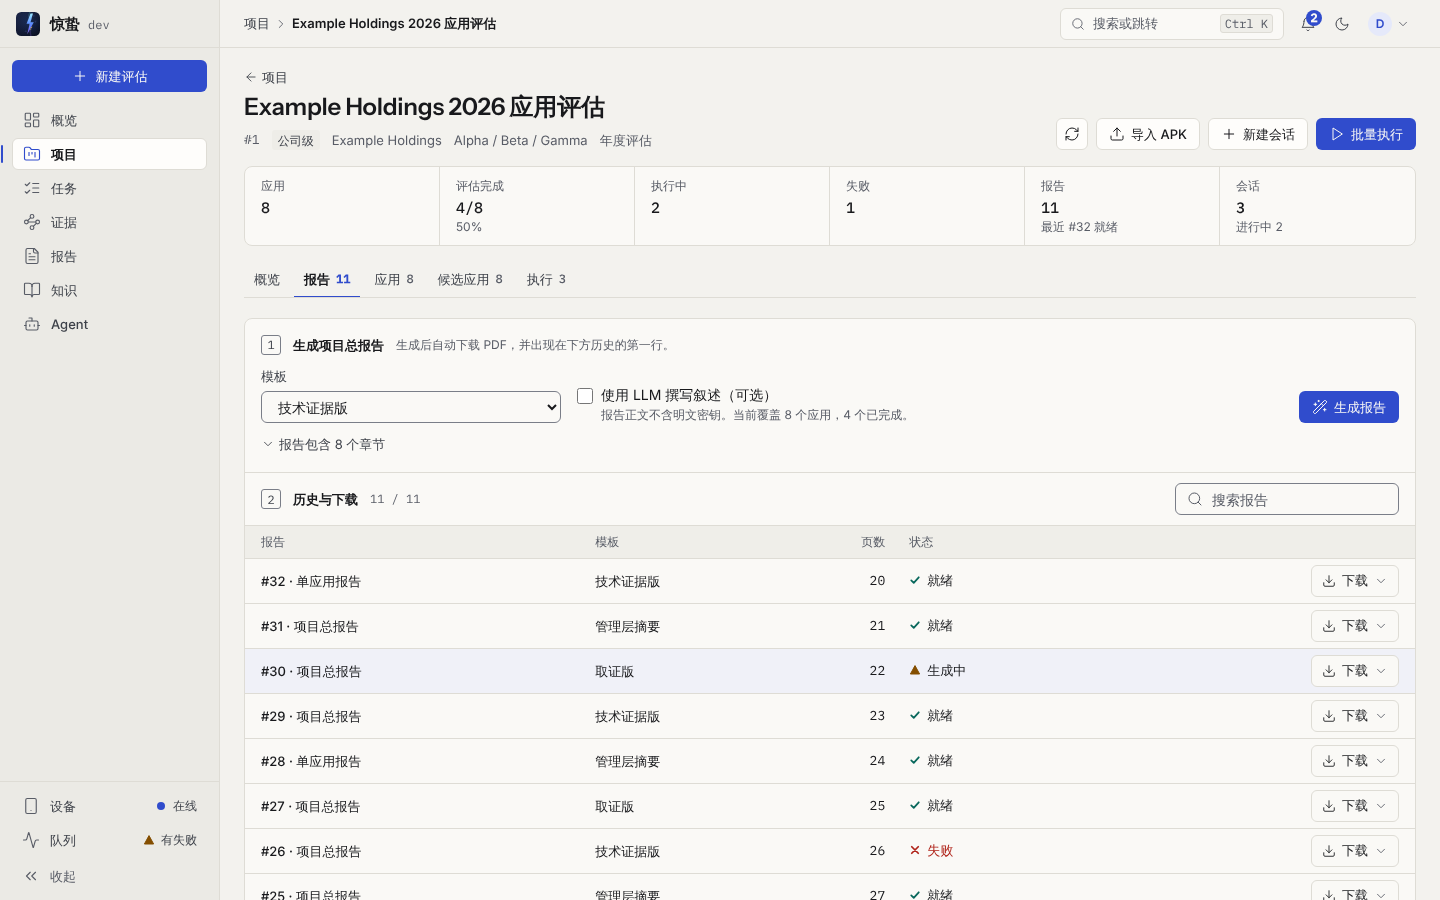 惊蛰 dev
新建评估
概览
项目
任务
证据
报告
知识
Agent
设备 在线
队列 有失败
收起
项目 Example Holdings 2026 应用评估
搜索或跳转 Ctrl K
2
D
项目
Example Holdings 2026 应用评估
#1 公司级 Example Holdings Alpha / Beta / Gamma 年度评估
导入 APK 新建会话 批量执行
应用 评估完成 执行中 失败 报告 会话
8 4/8 2 1 11 3
50% 最近 #32 就绪 进行中 2
概览 报告 11 应用 8 候选应用 8 执行 3
1 生成项目总报告 生成后自动下载 PDF，并出现在下方历史的第一行。
模板
技术证据版
使用 LLM 撰写叙述（可选）
报告正文不含明文密钥。当前覆盖 8 个应用，4 个已完成。
生成报告
报告包含 8 个章节
2 历史与下载 11 / 11
搜索报告
报告 模板 页数 状态
#32 · 单应用报告 技术证据版 20 就绪 下载
#31 · 项目总报告 管理层摘要 21 就绪 下载
#30 · 项目总报告 取证版 22 生成中 下载
#29 · 项目总报告 技术证据版 23 就绪 下载
#28 · 单应用报告 管理层摘要 24 就绪 下载
#27 · 项目总报告 取证版 25 就绪 下载
#26 · 项目总报告 技术证据版 26 失败 下载
#25 · 项目总报告 管理层摘要 27 就绪 下载